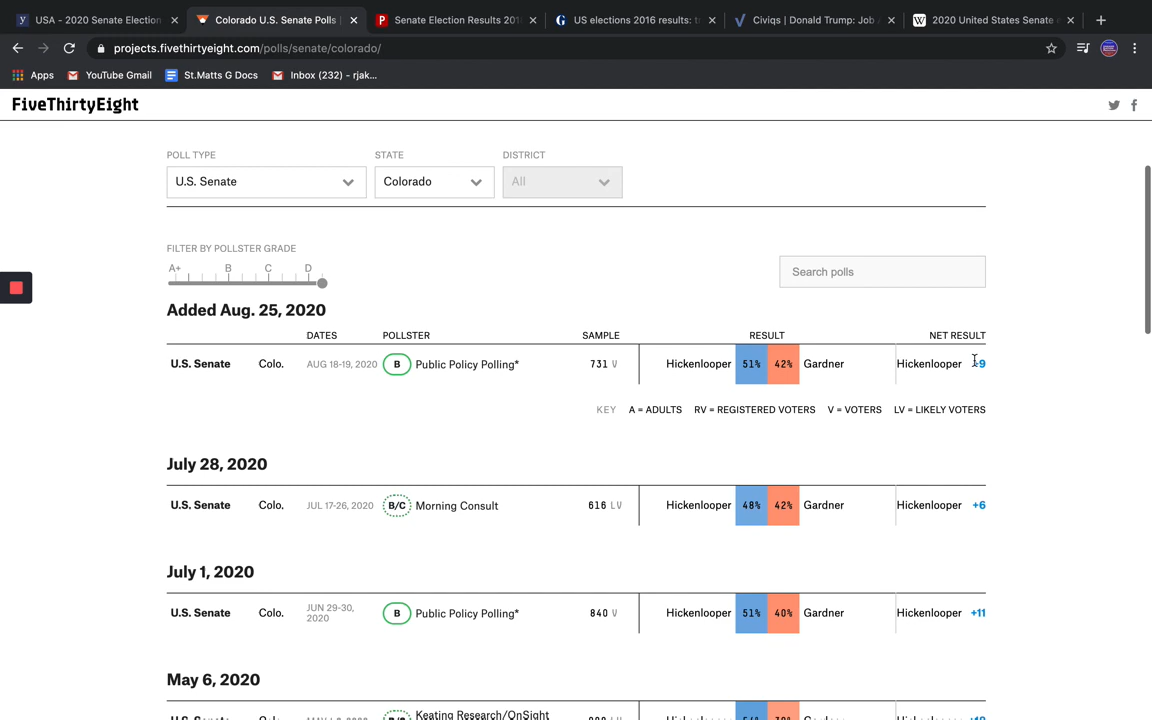 USA - 2020 Senate Election
Colorado U.S. Senate Polls |
Senate Election Results 201
US elections 2016 results: t
Civiqs | Donald Trump: Job A
2020 United States Senate e
projects.fivethirtyeight.com/polls/senate/colorado/
Apps
YouTube Gmail
St.Matts G Docs
Inbox (232) - rjak...
FiveThirtyEight
POLL TYPE STATE DISTRICT
U.S. Senate Colorado All
FILTER BY POLLSTER GRADE
A+ B C D
Search polls
Added Aug. 25, 2020
DATES POLLSTER SAMPLE RESULT NET RESULT
U.S. Senate Colo. AUG 18-19, 2020 B Public Policy Polling* 731 V Hickenlooper 51% 42% Gardner Hickenlooper +9
KEY A = ADULTS RV = REGISTERED VOTERS V = VOTERS LV = LIKELY VOTERS
July 28, 2020
U.S. Senate Colo. JUL 17-26, 2020 B/C Morning Consult 616 LV Hickenlooper 48% 42% Gardner Hickenlooper +6
July 1, 2020
U.S. Senate Colo. JUN 29-30, 2020 B Public Policy Polling* 840 V Hickenlooper 51% 40% Gardner Hickenlooper +11
May 6, 2020
Keating Research/OnSight